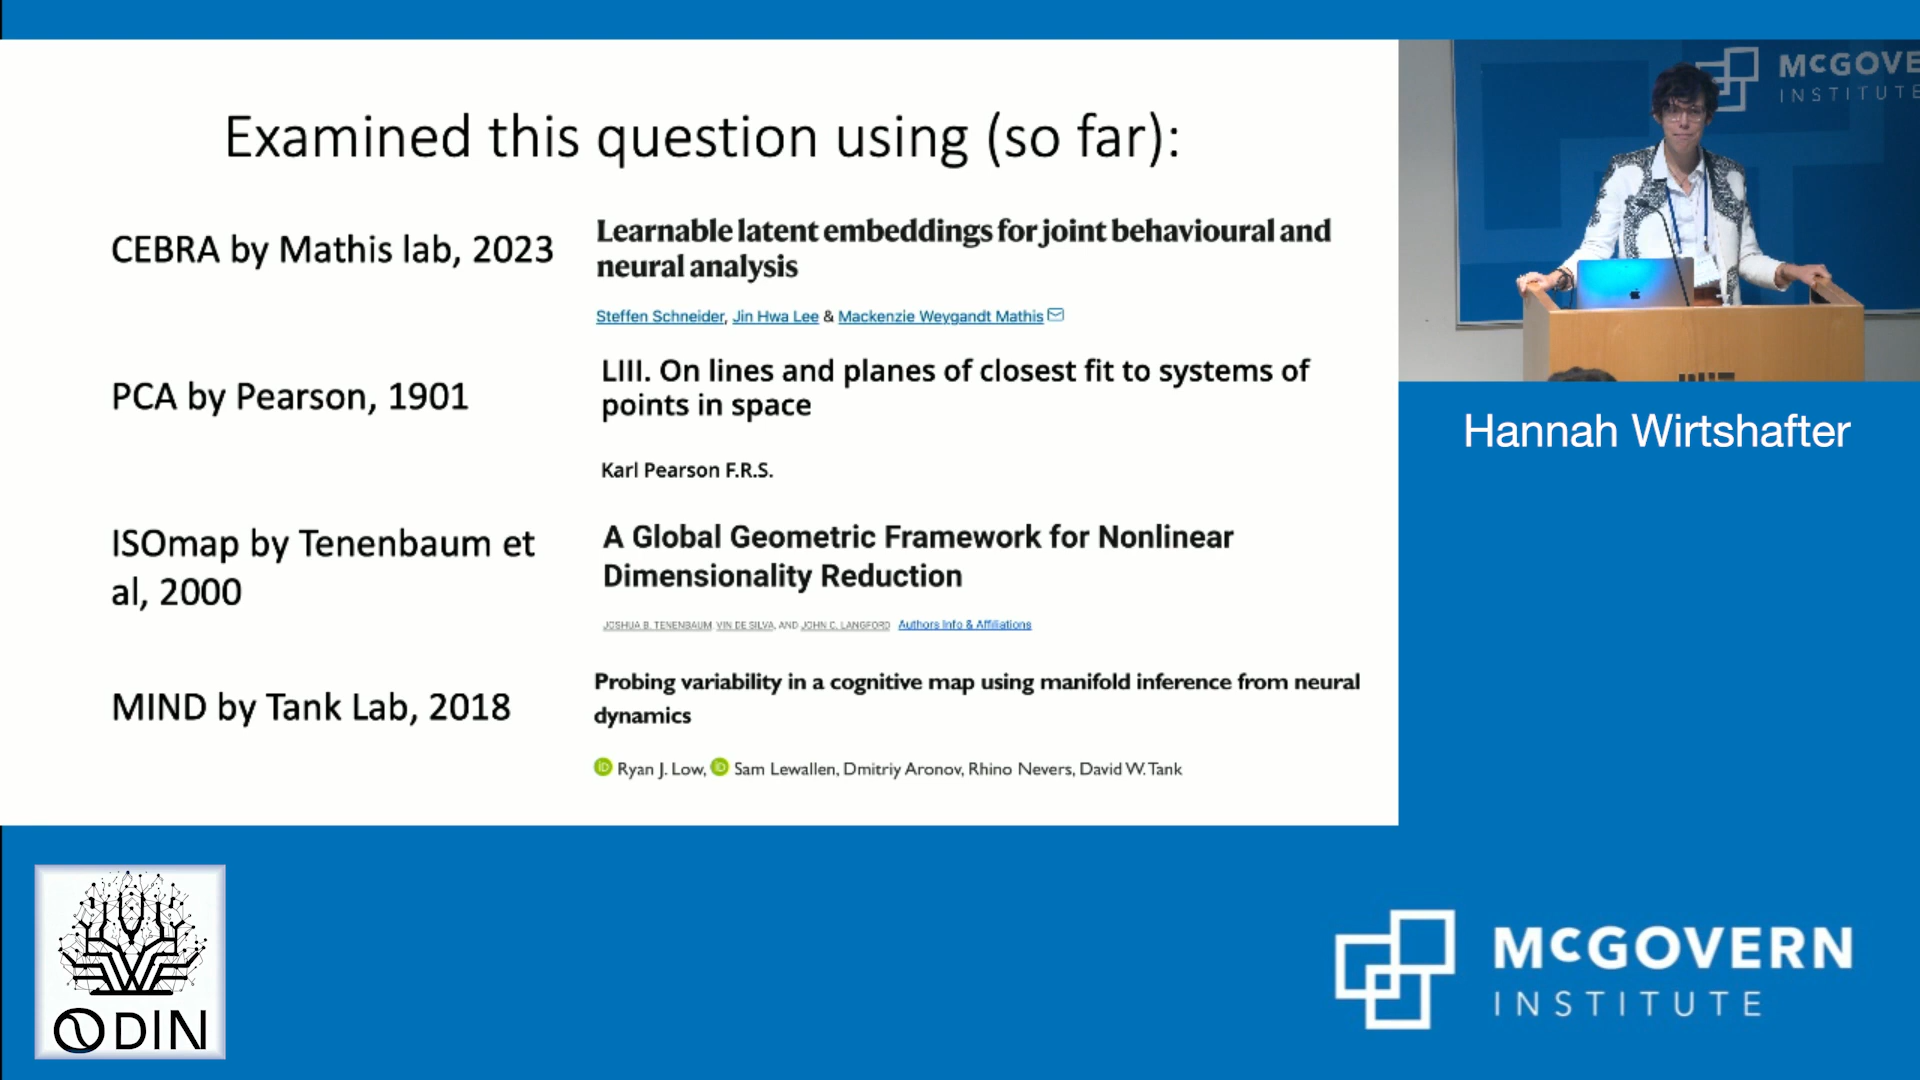 Examined this question using (so far):
CEBRA by Mathis lab, 2023
Learnable latent embeddings for joint behavioural and
neural analysis
Steffen Schneider, Jin Hwa Lee & Mackenzie Weygandt Mathis
PCA by Pearson, 1901
LIII. On lines and planes of closest fit to systems of
points in space
Karl Pearson F.R.S.
ISOmap by Tenenbaum et
al, 2000
A Global Geometric Framework for Nonlinear
Dimensionality Reduction
JOSHUA B. TENENBAUM, VIN DE SILVA, AND JOHN C. LANGFORD Authors Info & Affiliations
MIND by Tank Lab, 2018
Probing variability in a cognitive map using manifold inference from neural
dynamics
iD Ryan J. Low, iD Sam Lewallen, Dmitriy Aronov, Rhino Nevers, David W. Tank
MCGOVE
INSTITUTE
Hannah Wirtshafter
ODIN
MCGOVERN
INSTITUTE